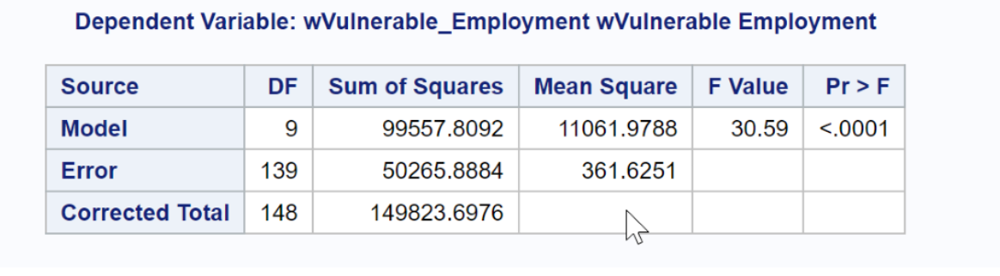 Dependent Variable: wVulnerable_Employment wVulnerable Employment
Source DF Sum of Squares Mean Square F Value Pr > F
Model 9 99557.8092 11061.9788 30.59 <.0001
Error 139 50265.8884 361.6251
Corrected Total 148 149823.6976